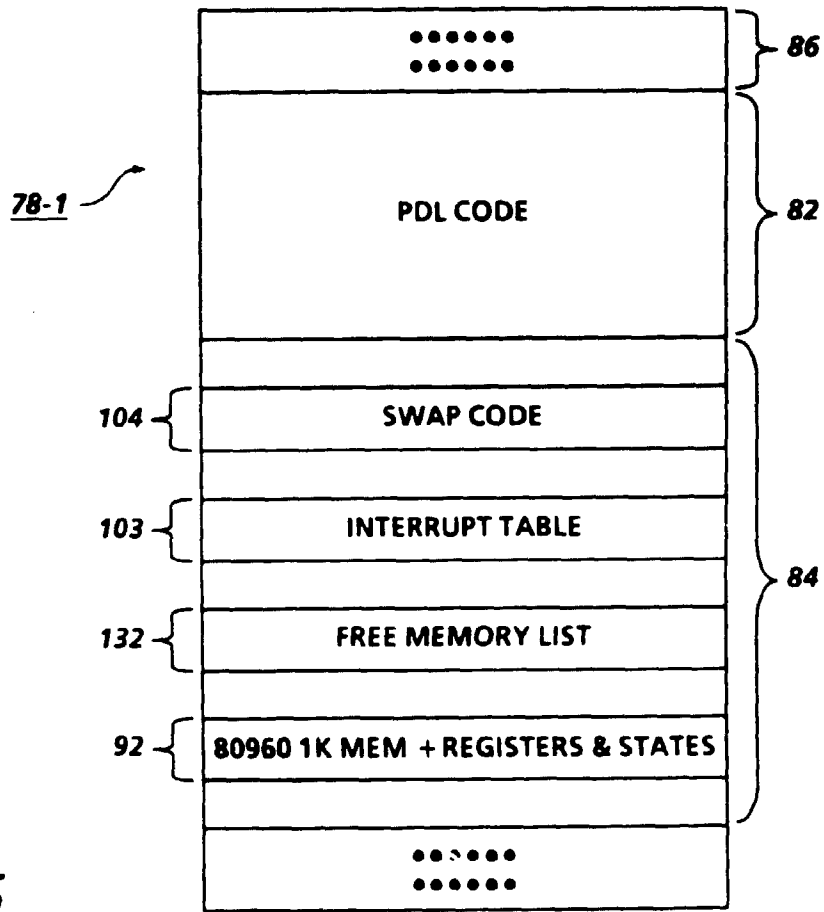 86
78-1
PDL CODE
82
104
SWAP CODE
103
INTERRUPT TABLE
84
132
FREE MEMORY LIST
92
80960 1K MEM + REGISTERS & STATES